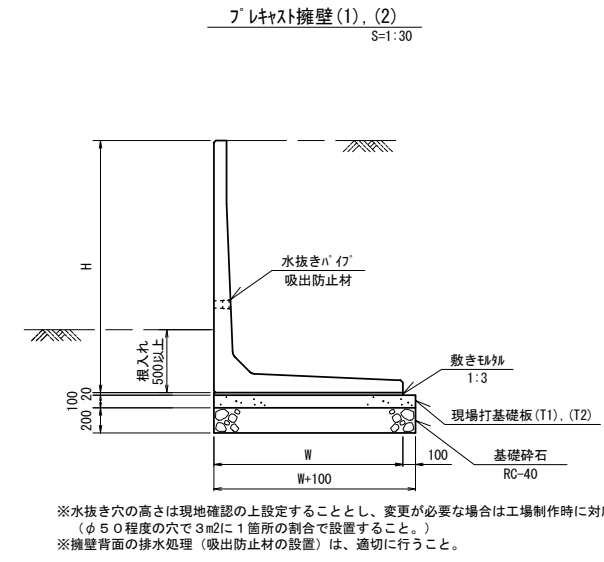 プレキャスト擁壁(1), (2)
S=1:30
H
水抜きパイプ
吸出防止材
根入れ
500以上
敷きモルタル
1:3
20
100
200
現場打基礎板(T1), (T2)
W
100
基礎砕石
RC-40
W+100
※水抜き穴の高さは現地確認の上設定することとし、変更が必要な場合は工場制作時に対
（φ５０程度の穴で３m2に１箇所の割合で設置すること。）
※擁壁背面の排水処理（吸出防止材の設置）は、適切に行うこと。